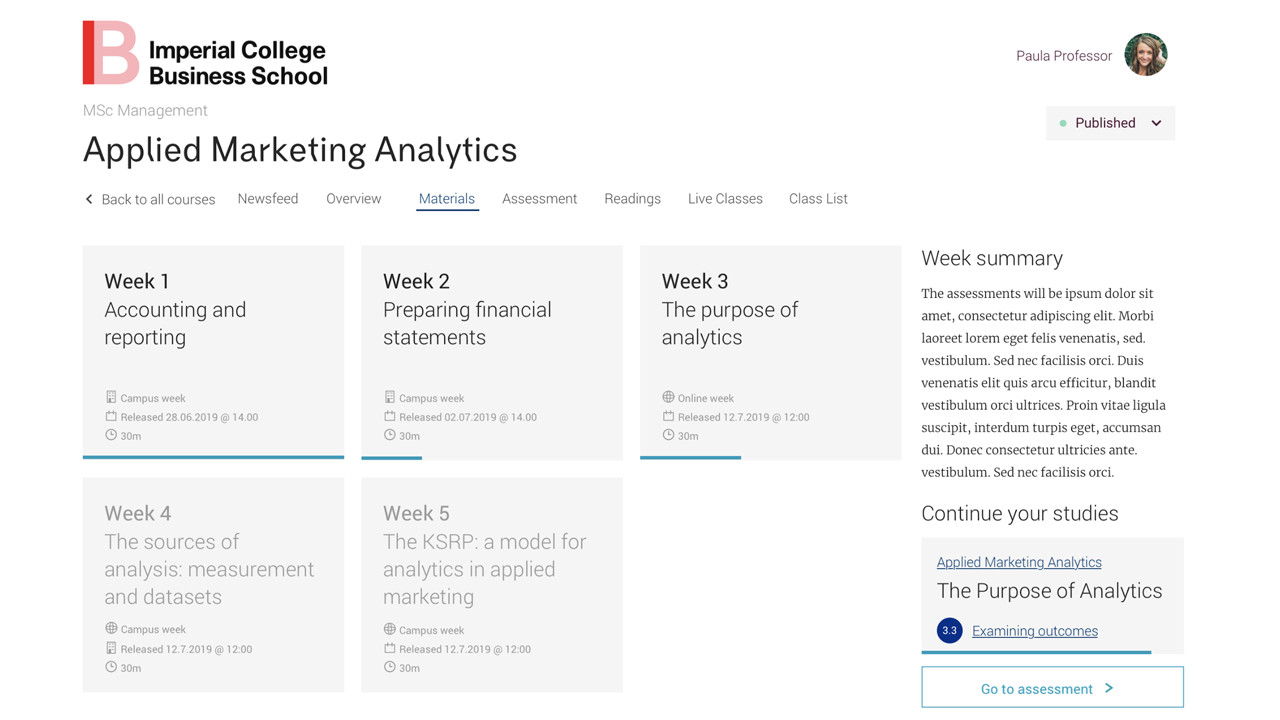 B Imperial College
Business School
Paula Professor
MSc Management
Published
Applied Marketing Analytics
Back to all courses Newsfeed Overview Materials Assessment Readings Live Classes Class List
Week 1
Accounting and
reporting
Campus week
Released 28.06.2019 @ 14.00
30m
Week 2
Preparing financial
statements
Campus week
Released 02.07.2019 @ 14.00
30m
Week 3
The purpose of
analytics
Online week
Released 12.7.2019 @ 12:00
30m
Week 4
The sources of
analysis: measurement
and datasets
Campus week
Released 12.7.2019 @ 12:00
30m
Week 5
The KSRP: a model for
analytics in applied
marketing
Campus week
Released 12.7.2019 @ 12:00
30m
Week summary
The assessments will be ipsum dolor sit
amet, consectetur adipiscing elit. Morbi
laoreet lorem eget felis venenatis, sed.
vestibulum. Sed nec facilisis orci. Duis
venenatis elit quis arcu efficitur, blandit
vestibulum orci ultrices. Proin vitae ligula
suscipit, interdum turpis eget, accumsan
dui. Donec consectetur ultricies ante.
vestibulum. Sed nec facilisis orci.
Continue your studies
Applied Marketing Analytics
The Purpose of Analytics
3.3 Examining outcomes
Go to assessment